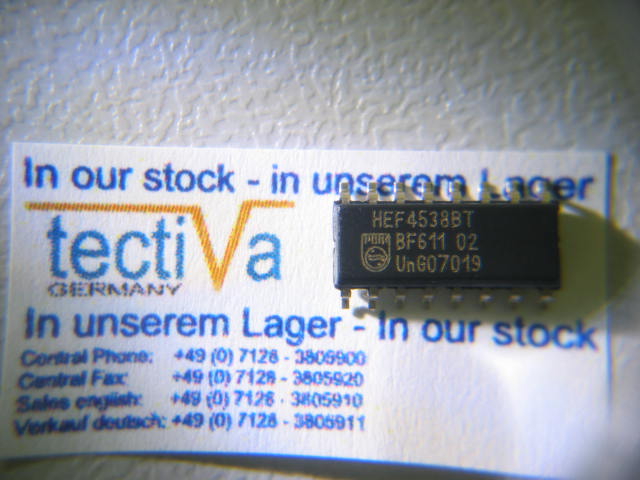 In our stock - in unserem Lager
tectiVa
GERMANY
HEF4538BT
BF611 02
UnG07019
In unserem Lager - In our stock
Central Phone: +49 (0) 7128 - 3805900
Central Fax: +49 (0) 7128 - 3805920
Sales english: +49 (0) 7128 - 3805910
Verkauf deutsch: +49 (0) 7128 - 3805911